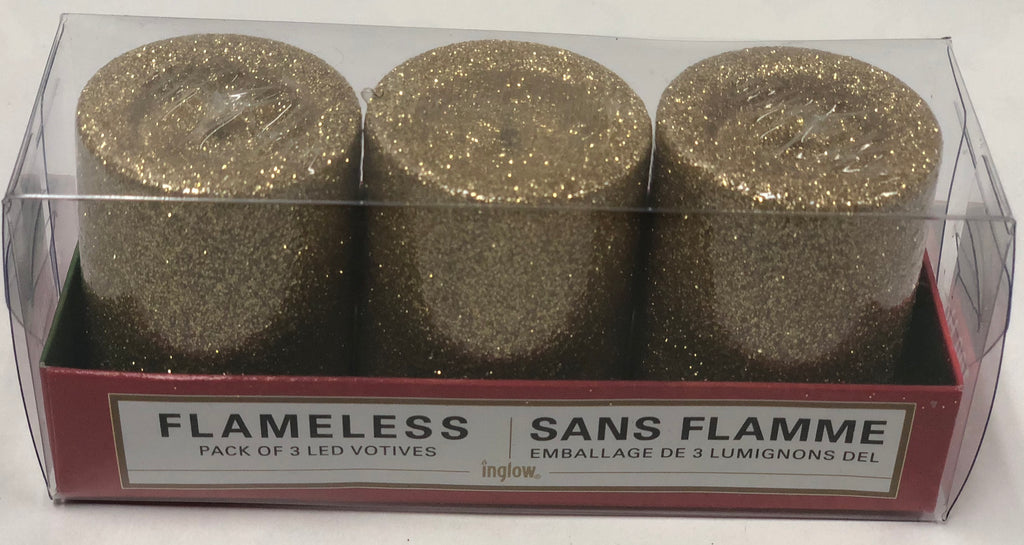 FLAMELESS
PACK OF 3 LED VOTIVES
SANS FLAMME
EMBALLAGE DE 3 LUMIGNONS DEL
inglow